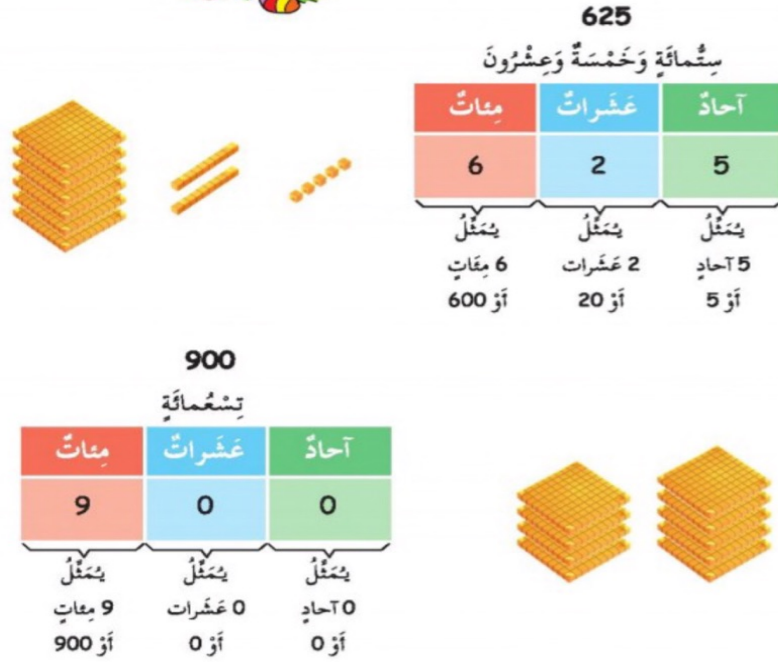 625
سِتُّمائَةٍ وَخَمْسَةٌ وَعِشْرُونَ
آحادٌ عَشَراتٌ مِئاتٌ
5 2 6
يُمَثِّلُ يُمَثِّلُ يُمَثِّلُ
5 آحادٍ 2 عَشَرات 6 مِئَاتٍ
أَوْ 5 أَوْ 20 أَوْ 600
900
تِسْعُمائَةٍ
آحادٌ عَشَراتٌ مِئاتٌ
0 0 9
يُمَثِّلُ يُمَثِّلُ يُمَثِّلُ
0 آحادٍ 0 عَشَرات 9 مِئاتٍ
أَوْ 0 أَوْ 0 أَوْ 900